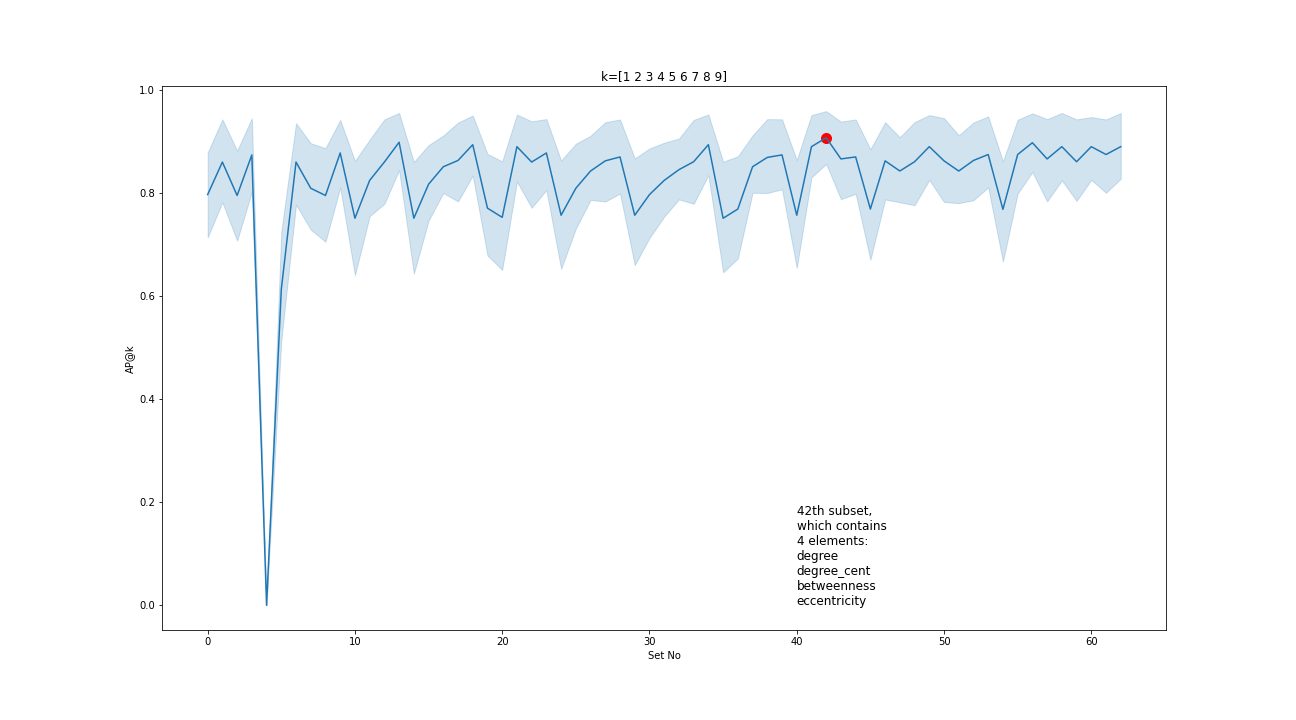 k=[1 2 3 4 5 6 7 8 9]
1.0
0.8
0.6
0.4
0.2
0.0
AP@k
42th subset,
which contains
4 elements:
degree
degree_cent
betweenness
eccentricity
0 10 20 30 40 50 60
Set No